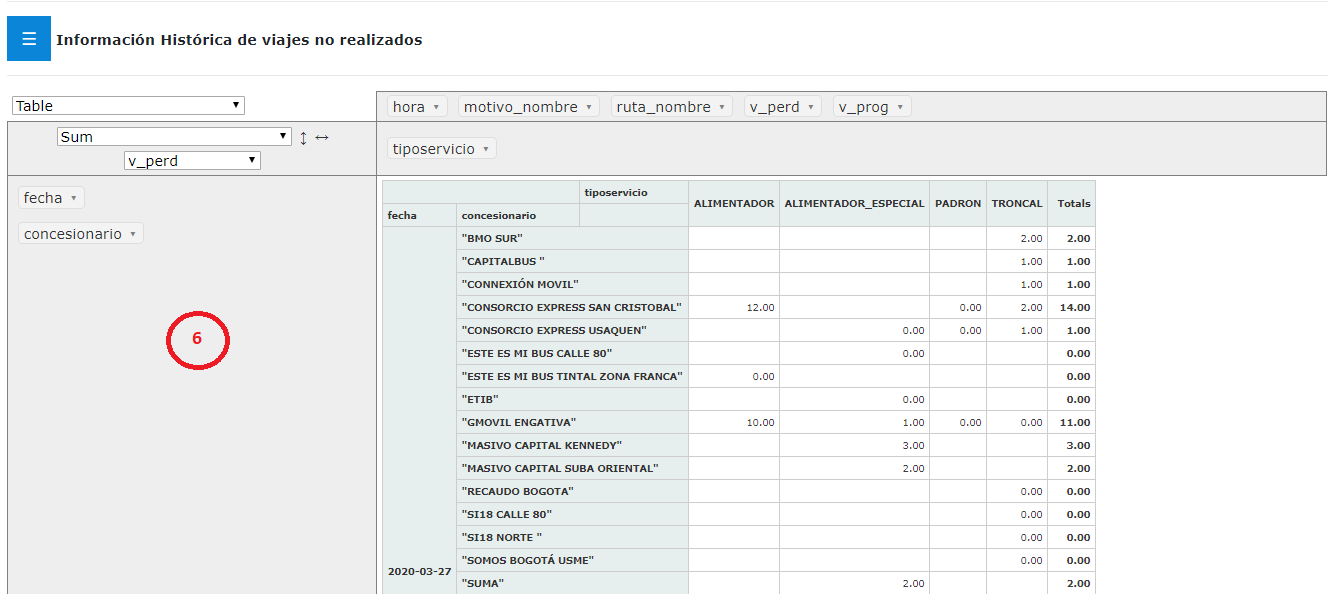 ☰ Información Histórica de viajes no realizados
Table ▼
hora ▾ motivo_nombre ▾ ruta_nombre ▾ v_perd ▾ v_prog ▾
Sum ▼ ↕ ↔
v_perd ▼
tiposervicio ▾
fecha ▾
concesionario ▾
6
tiposervicio ALIMENTADOR ALIMENTADOR_ESPECIAL PADRON TRONCAL Totals
fecha concesionario
"BMO SUR" 2.00 2.00
"CAPITALBUS " 1.00 1.00
"CONNEXIÓN MOVIL" 1.00 1.00
"CONSORCIO EXPRESS SAN CRISTOBAL" 12.00 0.00 2.00 14.00
"CONSORCIO EXPRESS USAQUEN" 0.00 0.00 1.00 1.00
"ESTE ES MI BUS CALLE 80" 0.00 0.00
"ESTE ES MI BUS TINTAL ZONA FRANCA" 0.00 0.00
"ETIB" 0.00 0.00
"GMOVIL ENGATIVA" 10.00 1.00 0.00 0.00 11.00
"MASIVO CAPITAL KENNEDY" 3.00 3.00
"MASIVO CAPITAL SUBA ORIENTAL" 2.00 2.00
"RECAUDO BOGOTA" 0.00 0.00
"SI18 CALLE 80" 0.00 0.00
"SI18 NORTE " 0.00 0.00
"SOMOS BOGOTÁ USME" 0.00 0.00
2020-03-27
"SUMA" 2.00 2.00